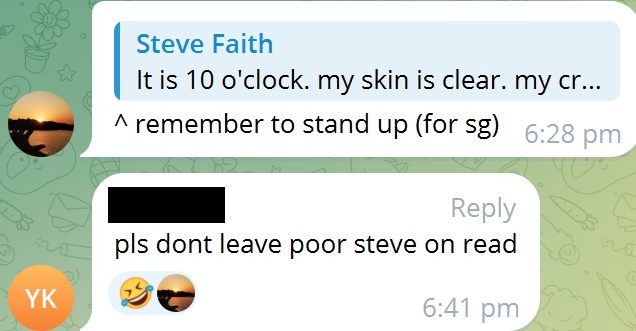 Steve Faith
It is 10 o'clock. my skin is clear. my cr...
^ remember to stand up (for sg)
6:28 pm
Reply
pls dont leave poor steve on read
YK
6:41 pm